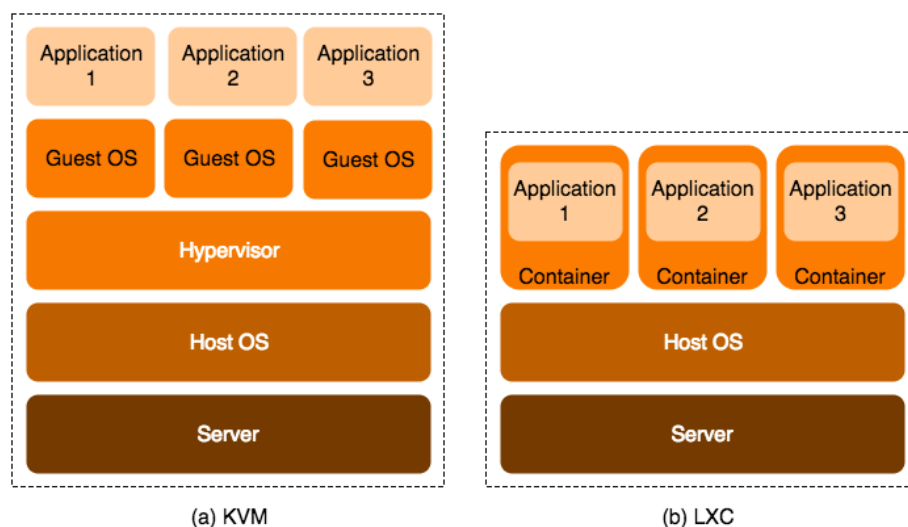 Application
1
Application
2
Application
3
Guest OS
Guest OS
Guest OS
Hypervisor
Host OS
Server
(a) KVM
Application
1
Container
Application
2
Container
Application
3
Container
Host OS
Server
(b) LXC